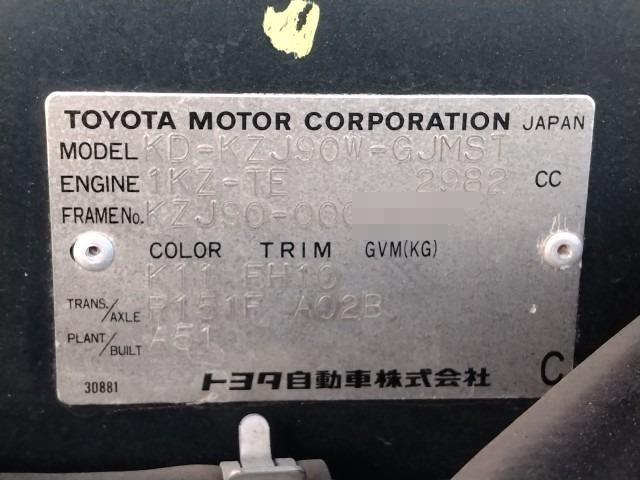 TOYOTA MOTOR CORPORATION JAPAN
MODEL KD-KZJ90W-GJMST
ENGINE 1KZ-TE 2982 CC
FRAME No. KZJ90-000
C COLOR TRIM GVM(KG)
K11 FH16
TRANS./AXLE R151F A02B
PLANT/BUILT A51
30881 トヨタ自動車株式会社 C